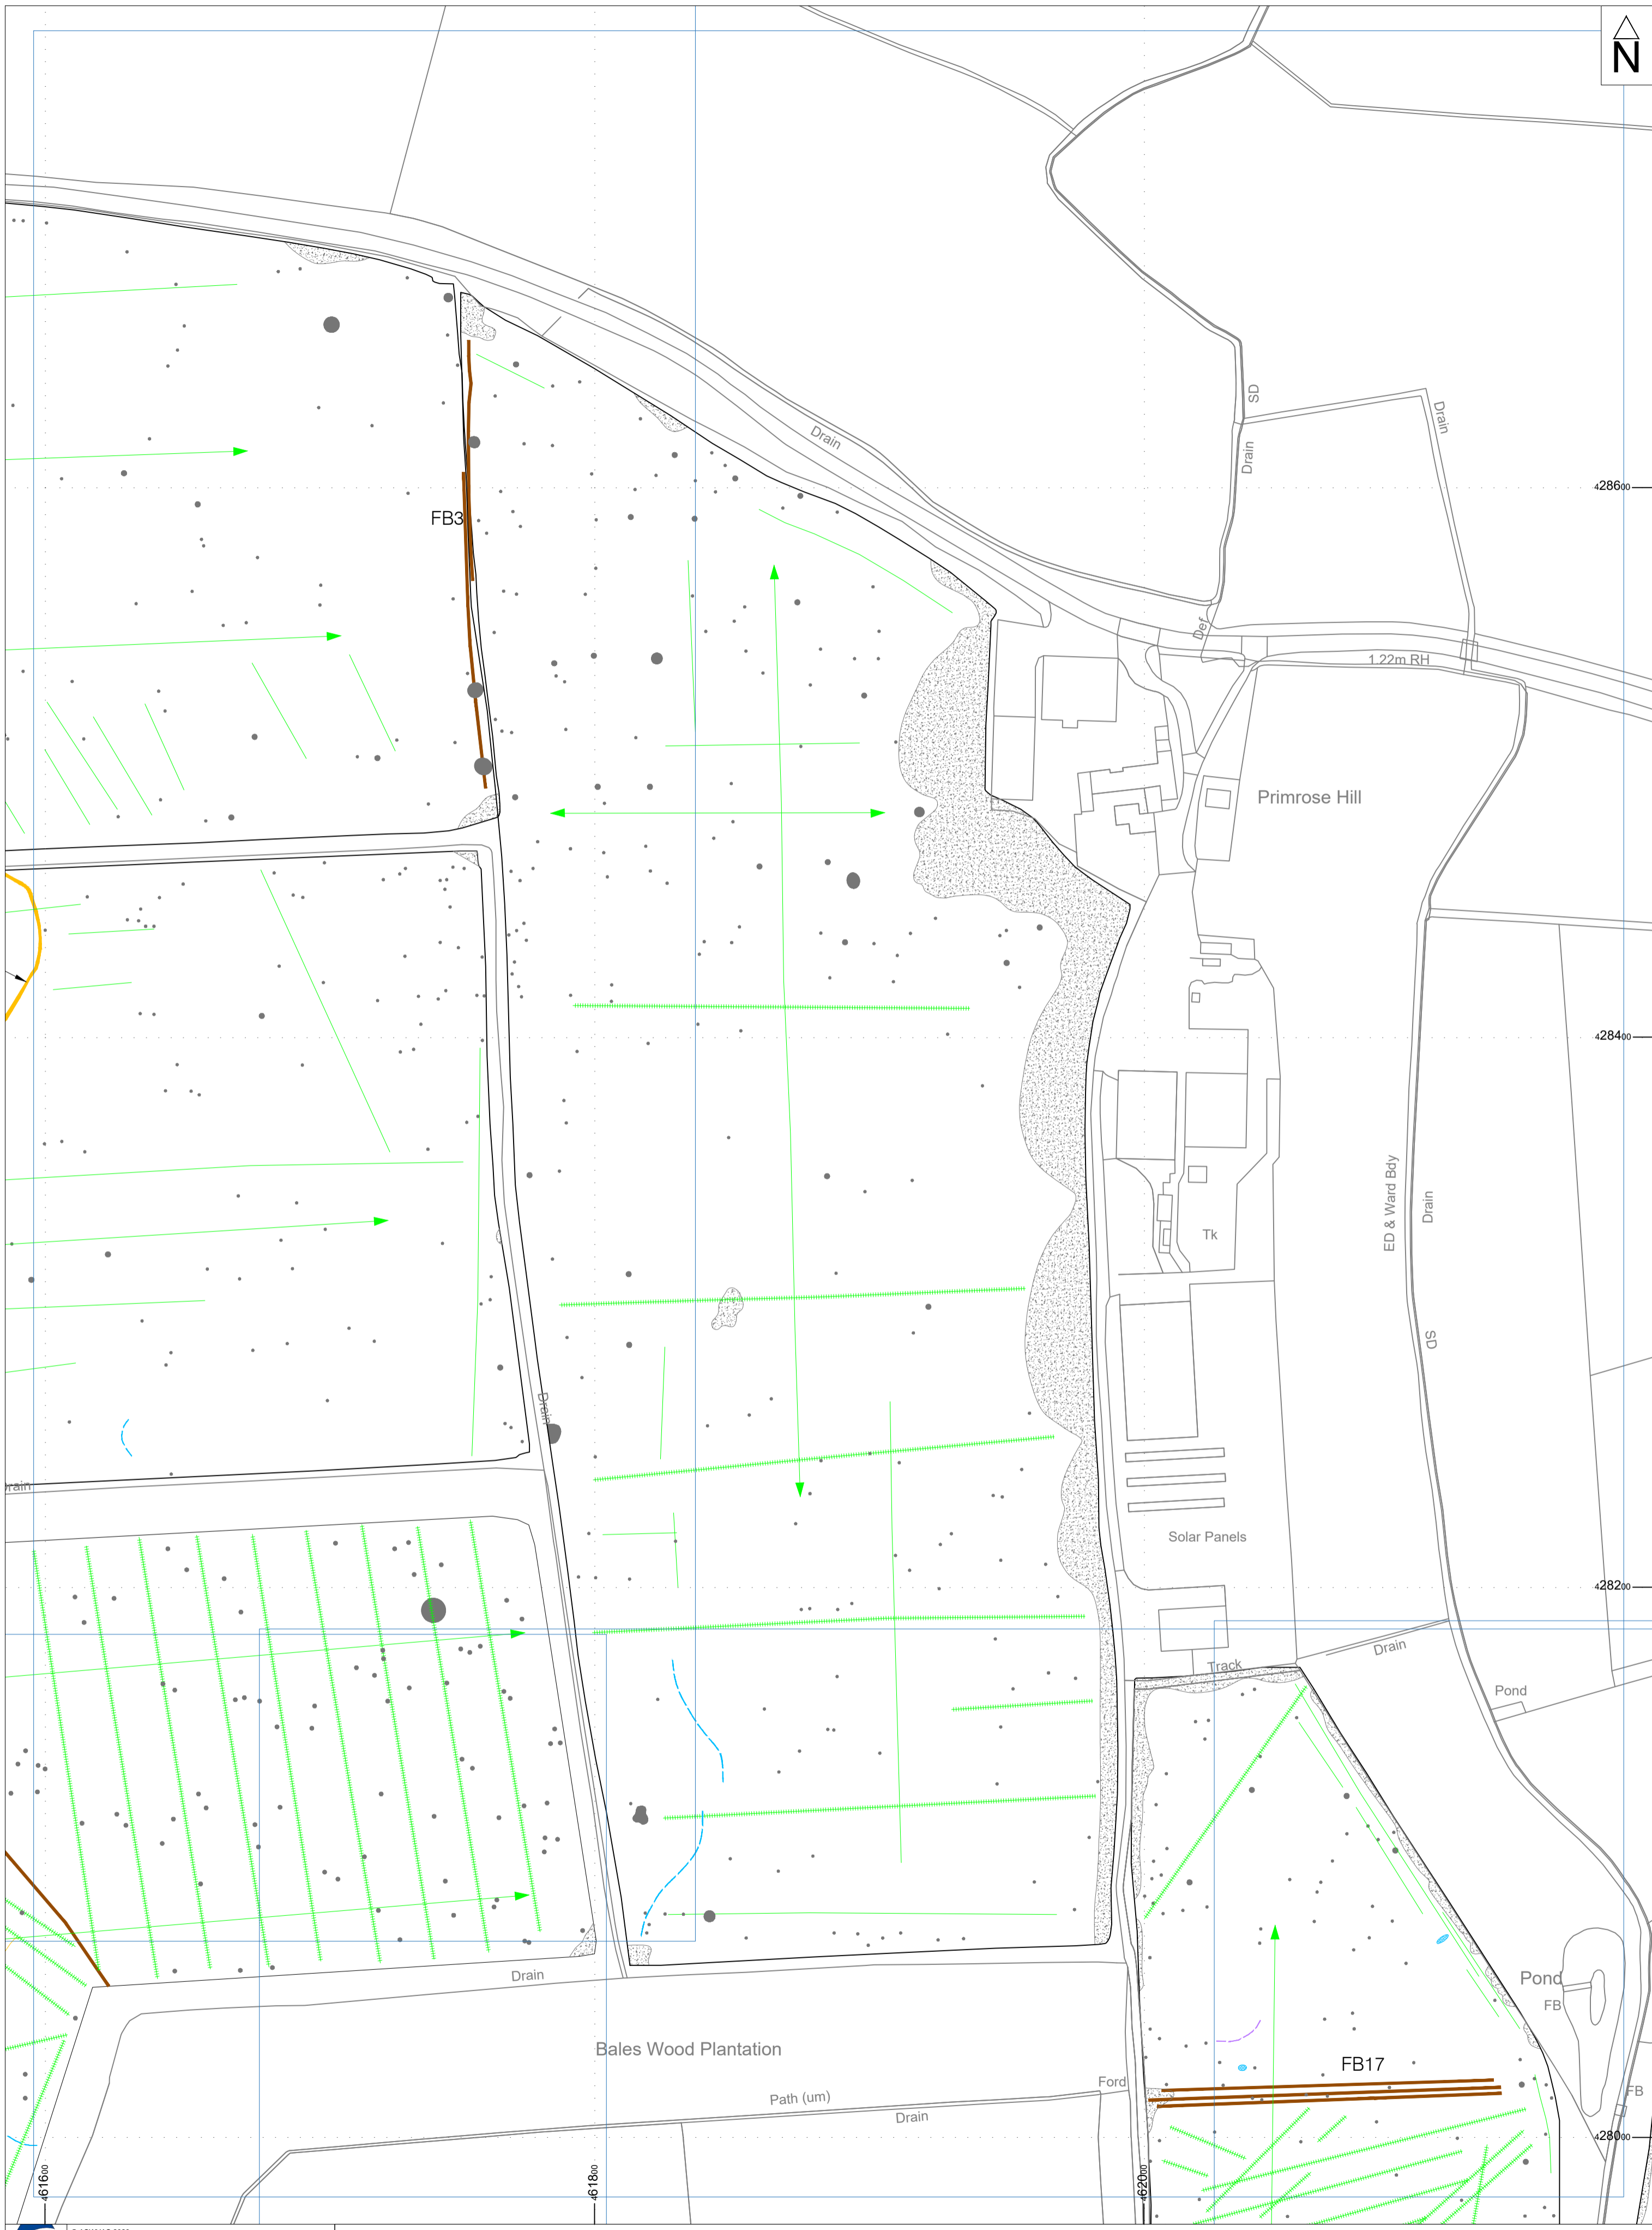 N
Drain
SD
Drain
Drain
428600
FB3
Def
1.22m RH
Primrose Hill
428400
ED & Ward Bdy
Drain
Tk
SD
Drain
Drain
Solar Panels
428200
Drain
Track
Pond
Drain
Pond
FB
Bales Wood Plantation
FB17
Ford
FB
Path (um)
Drain
428000
461600
461800
462000